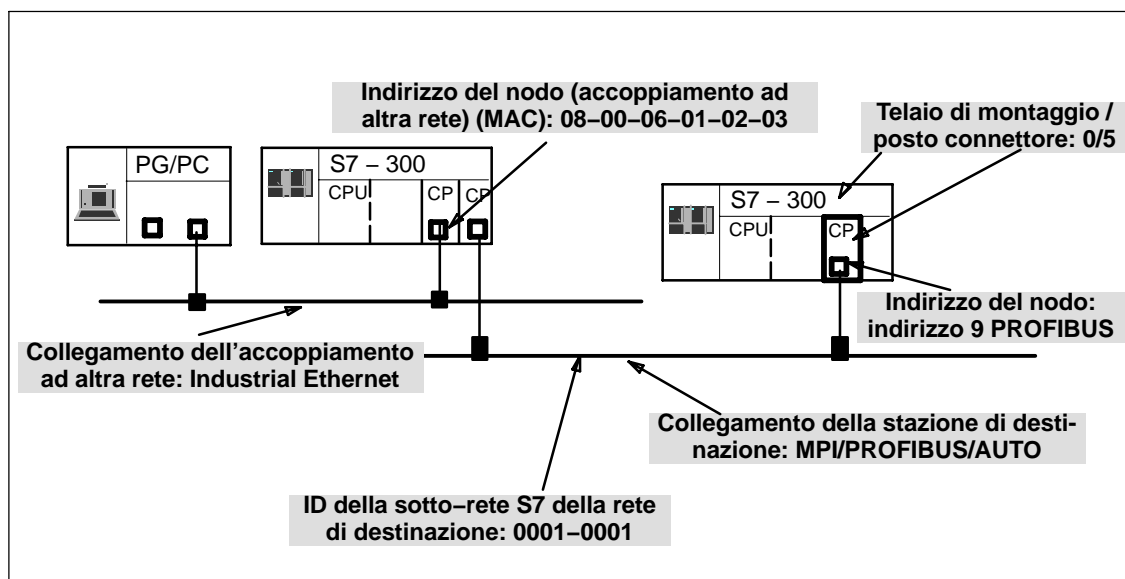 Indirizzo del nodo (accoppiamento ad
altra rete) (MAC): 08–00–06–01–02–03
Telaio di montaggio /
posto connettore: 0/5
PG/PC
S7 – 300
CPU
CP
CP
S7 – 300
CPU
CP
Indirizzo del nodo:
indirizzo 9 PROFIBUS
Collegamento dell'accoppiamento
ad altra rete: Industrial Ethernet
Collegamento della stazione di desti-
nazione: MPI/PROFIBUS/AUTO
ID della sotto–rete S7 della rete
di destinazione: 0001–0001